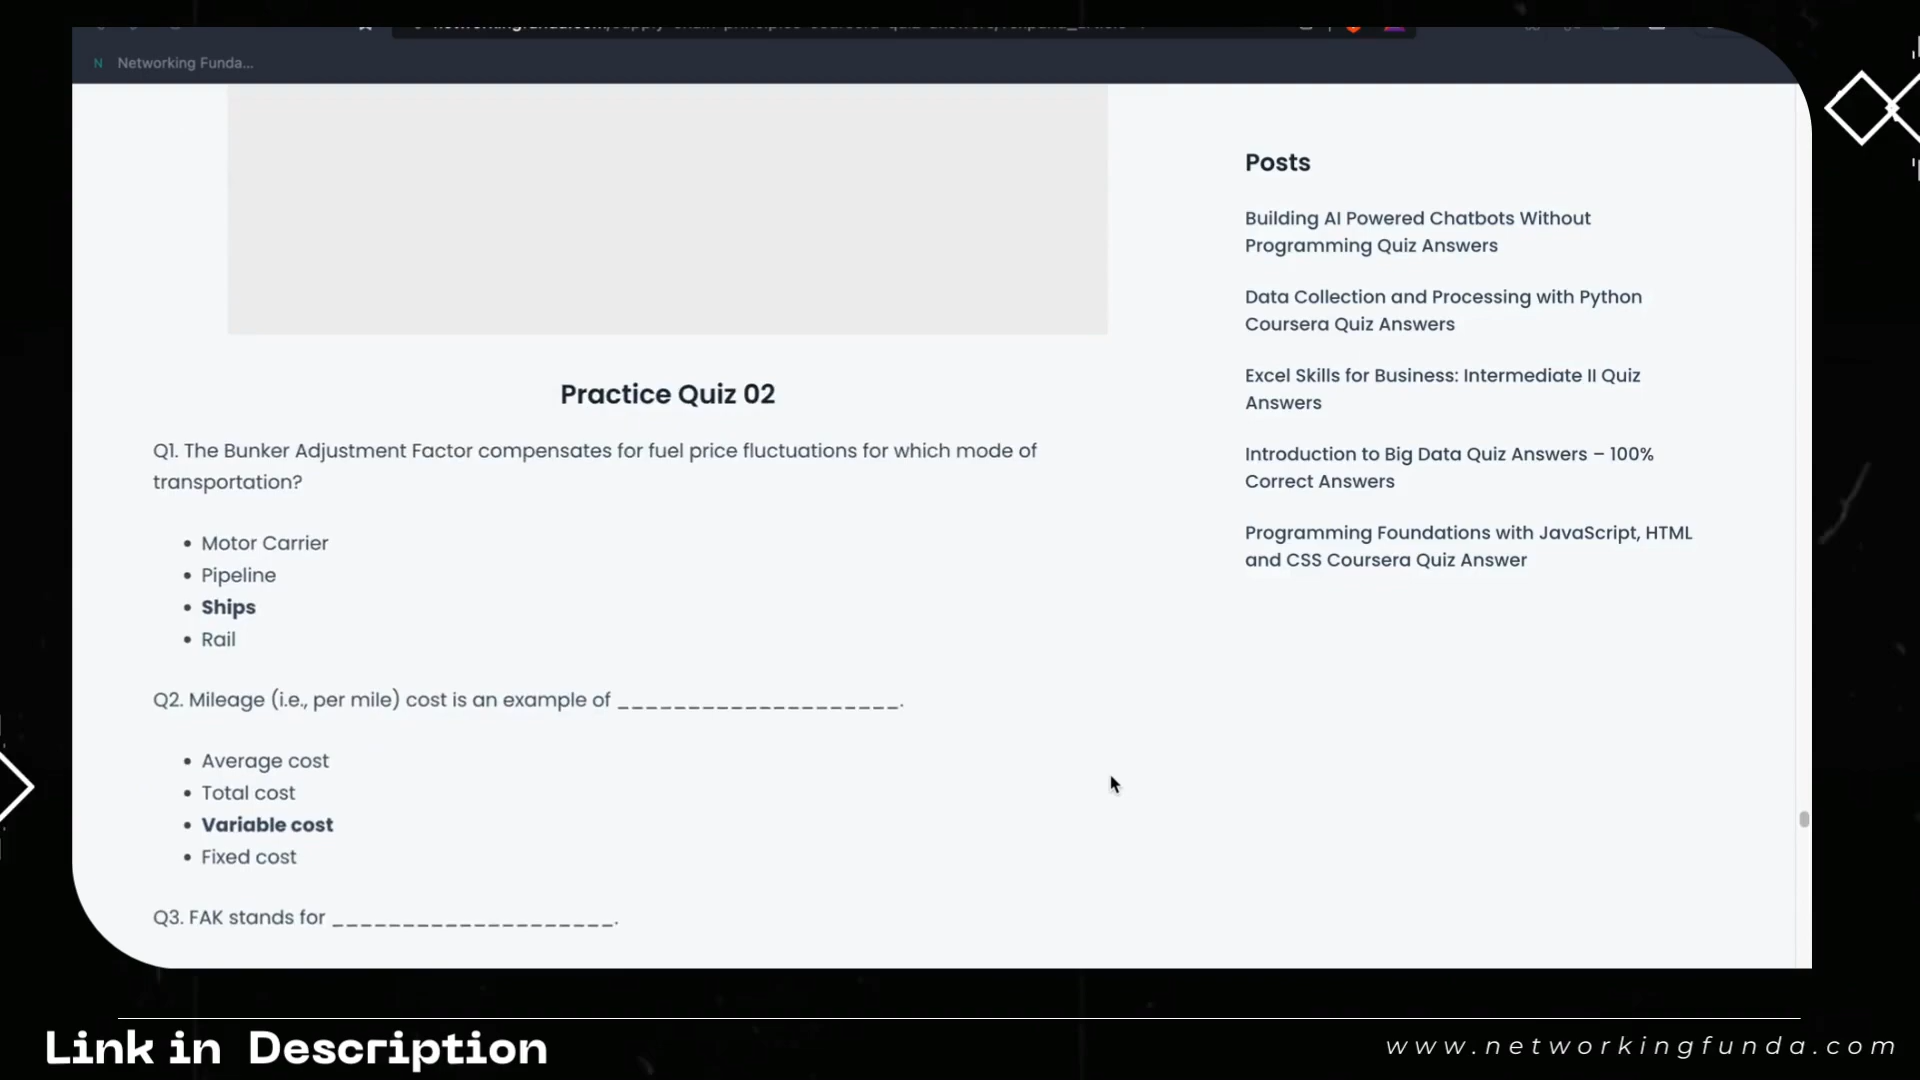 Networking Funda...
Posts
Building AI Powered Chatbots Without
Programming Quiz Answers
Data Collection and Processing with Python
Coursera Quiz Answers
Excel Skills for Business: Intermediate II Quiz
Answers
Introduction to Big Data Quiz Answers – 100%
Correct Answers
Programming Foundations with JavaScript, HTML
and CSS Coursera Quiz Answer
Practice Quiz 02
Q1. The Bunker Adjustment Factor compensates for fuel price fluctuations for which mode of
transportation?
• Motor Carrier
• Pipeline
• Ships
• Rail
Q2. Mileage (i.e., per mile) cost is an example of ____________________.
• Average cost
• Total cost
• Variable cost
• Fixed cost
Q3. FAK stands for ____________________.
Link in Description
www.networkingfunda.com